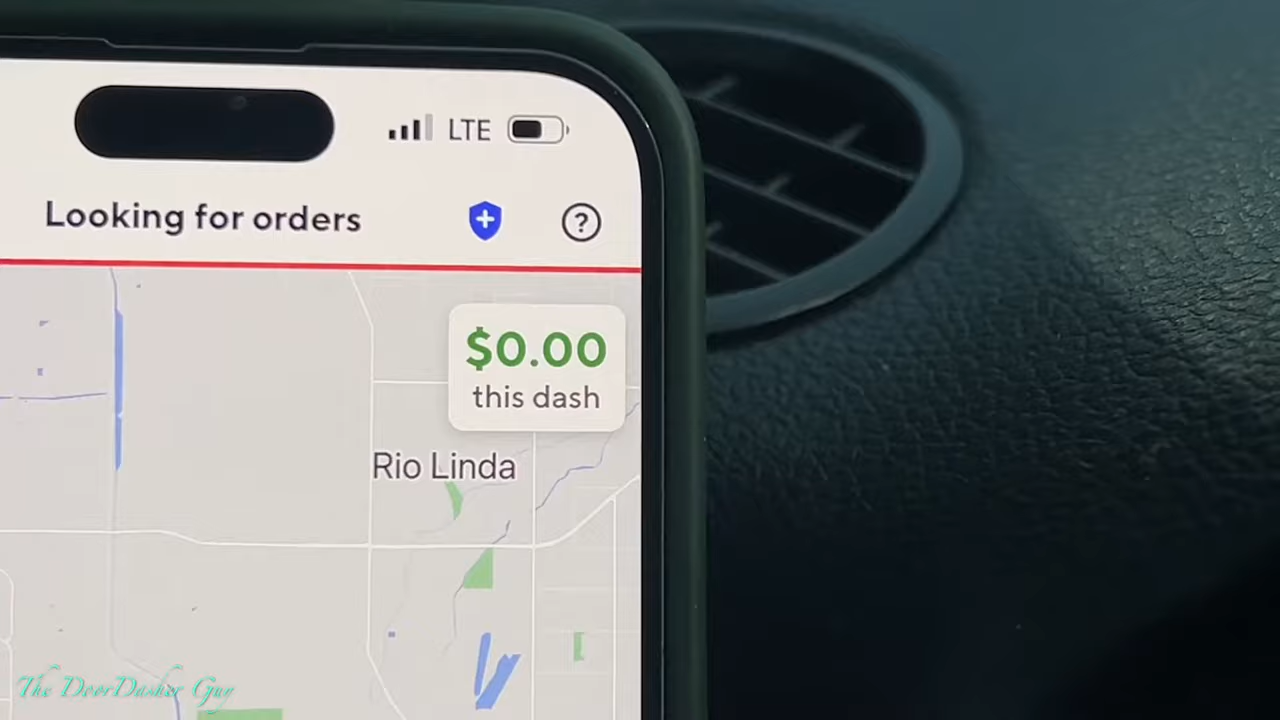 LTE
Looking for orders
$0.00
this dash
Rio Linda
The DoorDasher Guy